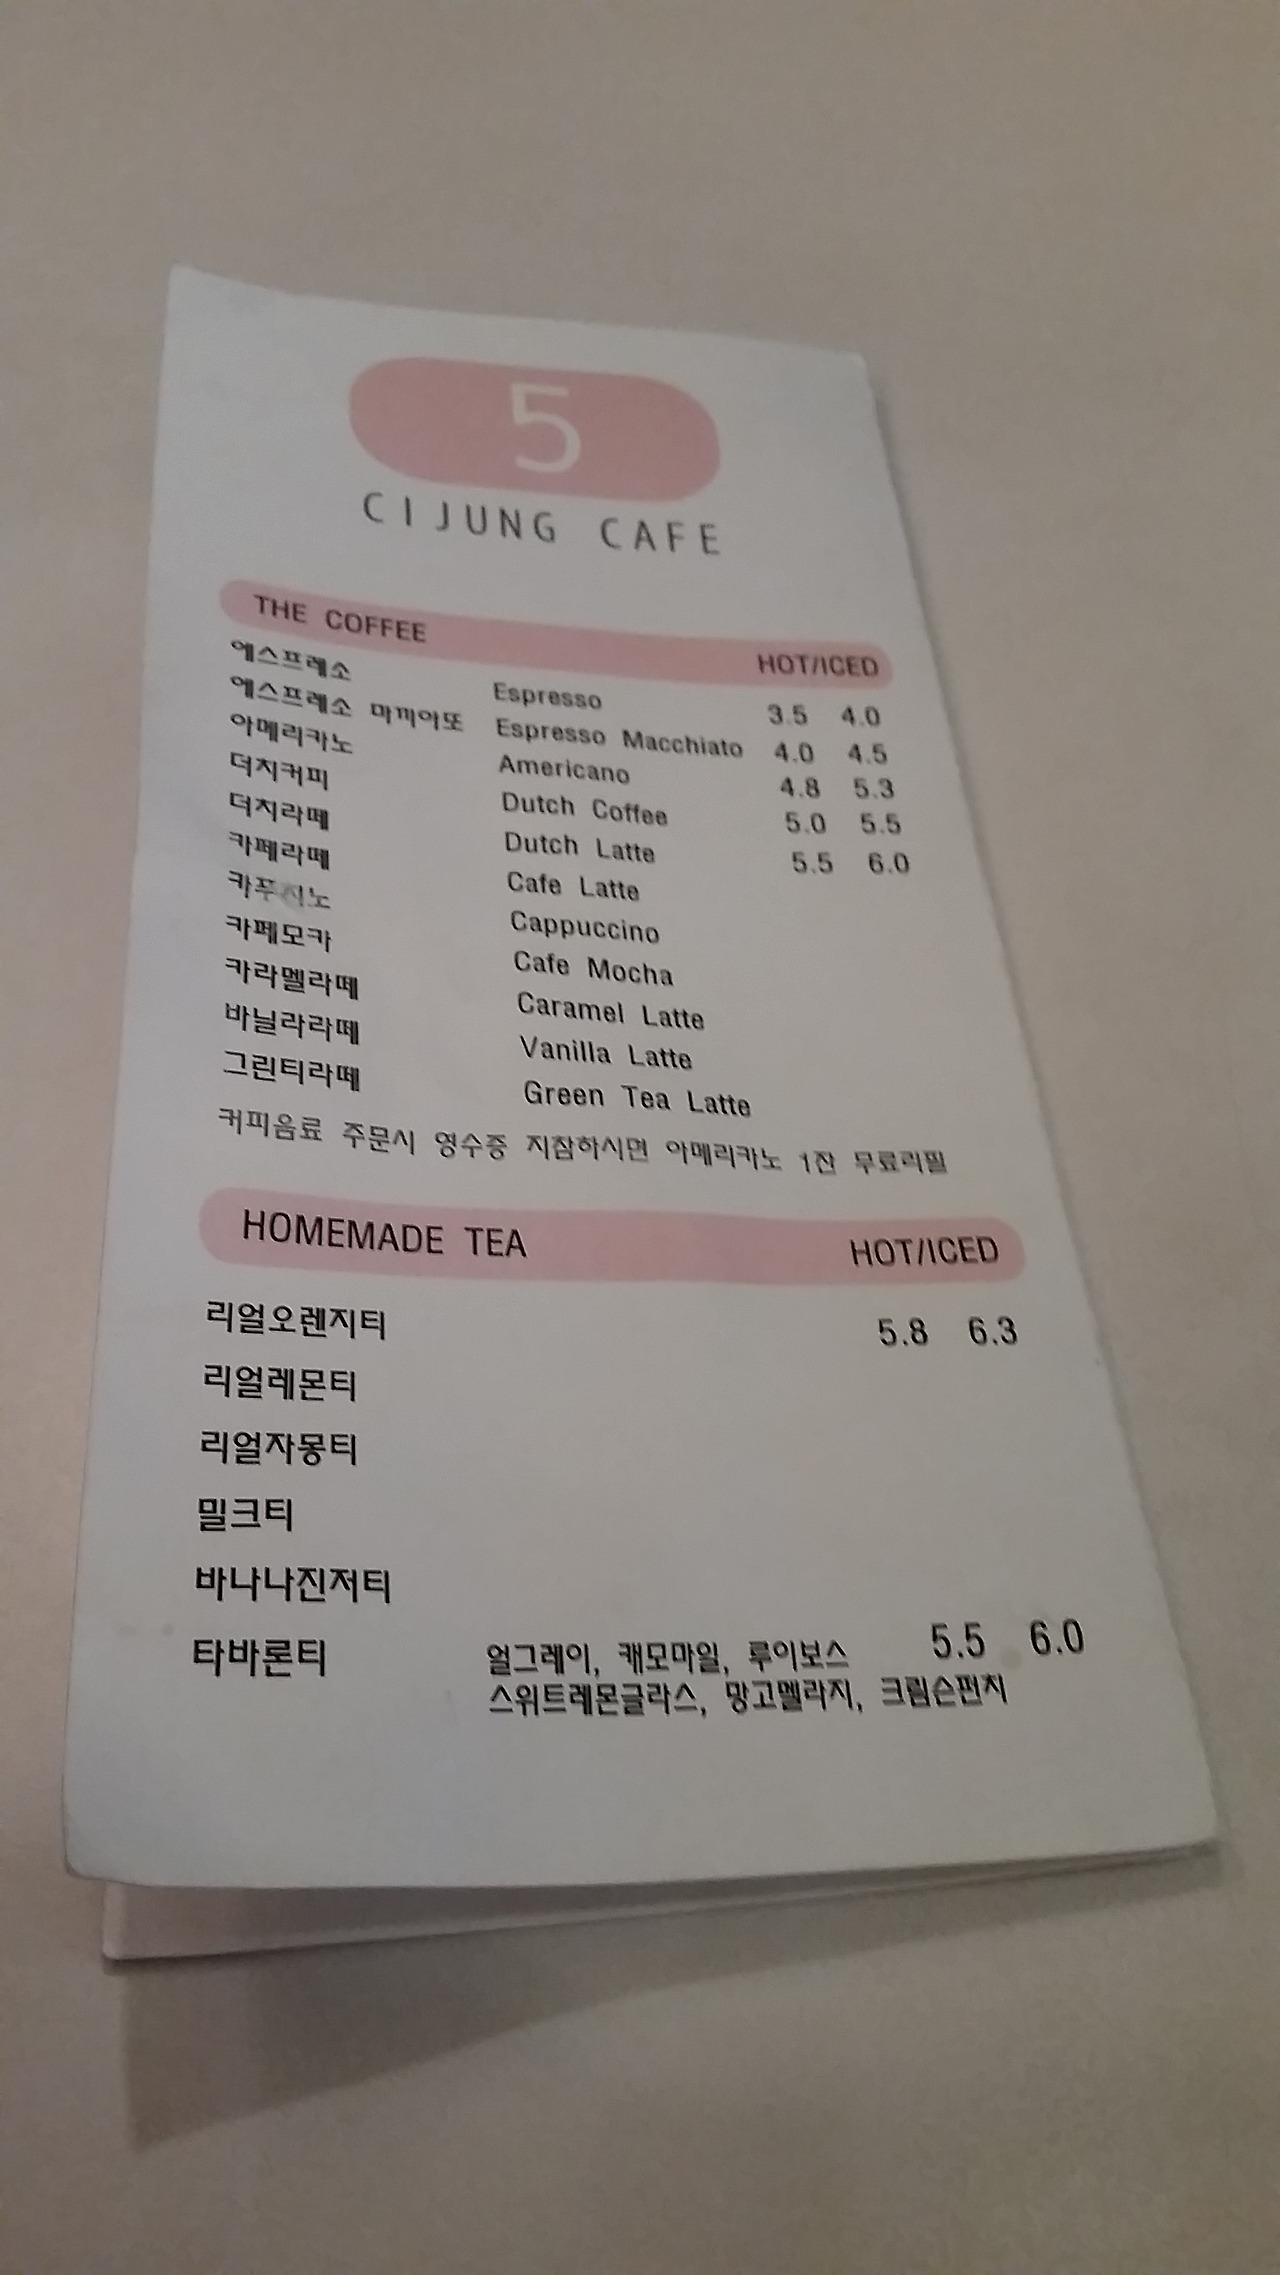 5
CIJUNG CAFE
THE COFFEE HOT/ICED
에스프레소 Espresso 3.5 4.0
에스프레소 마끼아또 Espresso Macchiato 4.0 4.5
아메리카노 Americano 4.8 5.3
더치커피 Dutch Coffee 5.0 5.5
더치라떼 Dutch Latte 5.5 6.0
카페라떼 Cafe Latte
카푸치노 Cappuccino
카페모카 Cafe Mocha
카라멜라떼 Caramel Latte
바닐라라떼 Vanilla Latte
그린티라떼 Green Tea Latte
커피음료 주문시 영수증 지참하시면 아메리카노 1잔 무료리필
HOMEMADE TEA HOT/ICED
리얼오렌지티 5.8 6.3
리얼레몬티
리얼자몽티
밀크티
바나나진저티
타바론티 얼그레이, 캐모마일, 루이보스 5.5 6.0
스위트레몬글라스, 망고멜라지, 크림슨펀치